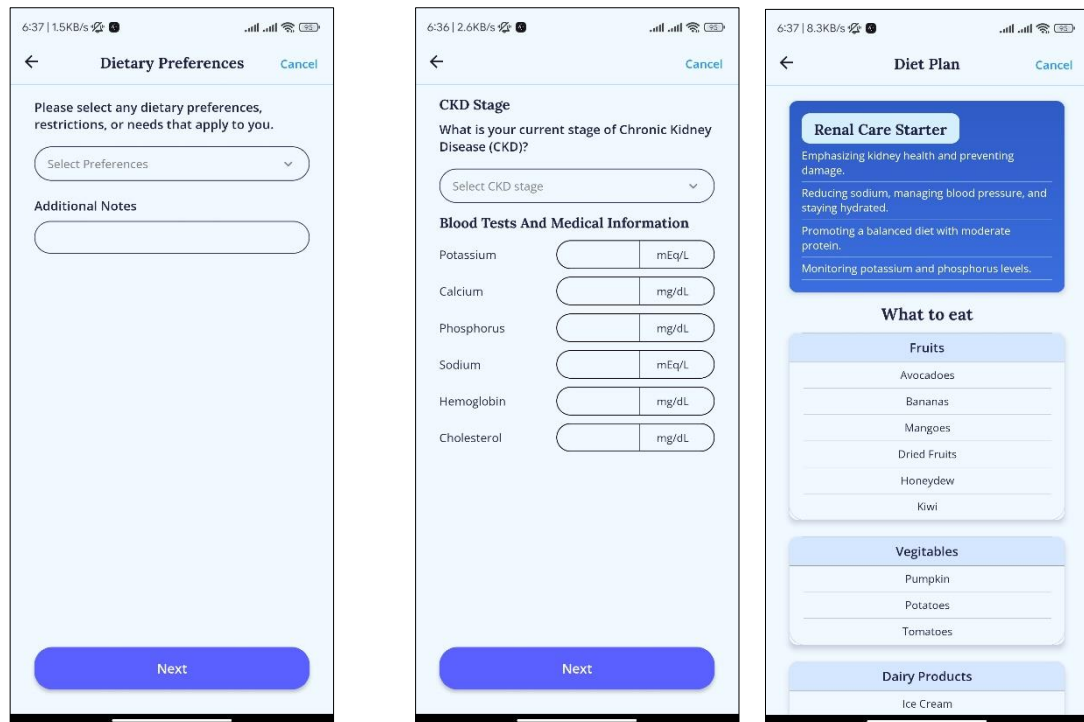 6:37 | 1.5KB/s
95
Dietary Preferences
Cancel
Please select any dietary preferences,
restrictions, or needs that apply to you.
Select Preferences
Additional Notes
Next
6:36 | 2.6KB/s
95
Cancel
CKD Stage
What is your current stage of Chronic Kidney
Disease (CKD)?
Select CKD stage
Blood Tests And Medical Information
Potassium mEq/L
Calcium mg/dL
Phosphorus mg/dL
Sodium mEq/L
Hemoglobin mg/dL
Cholesterol mg/dL
Next
6:37 | 8.3KB/s
95
Diet Plan
Cancel
Renal Care Starter
Emphasizing kidney health and preventing
damage.
Reducing sodium, managing blood pressure, and
staying hydrated.
Promoting a balanced diet with moderate
protein.
Monitoring potassium and phosphorus levels.
What to eat
Fruits
Avocadoes
Bananas
Mangoes
Dried Fruits
Honeydew
Kiwi
Vegitables
Pumpkin
Potatoes
Tomatoes
Dairy Products
Ice Cream